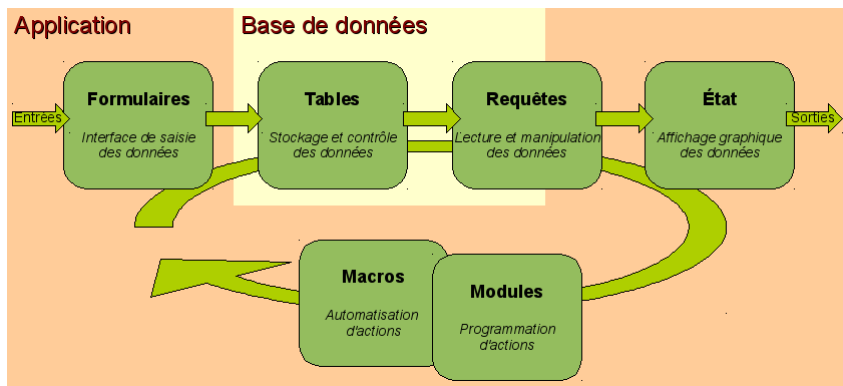 Application
Base de données
Entrées
Formulaires
Interface de saisie
des données
Tables
Stockage et contrôle
des données
Requêtes
Lecture et manipulation
des données
État
Affichage graphique
des données
Sorties
Macros
Automatisation
d'actions
Modules
Programmation
d'actions